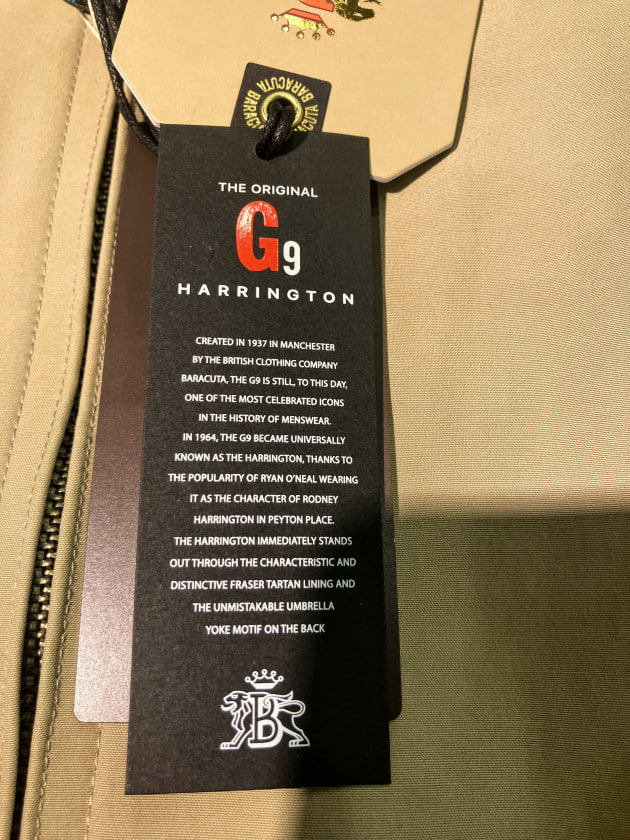 BARACUTA BARACUTA
THE ORIGINAL
G9
HARRINGTON
CREATED IN 1937 IN MANCHESTER
BY THE BRITISH CLOTHING COMPANY
BARACUTA, THE G9 IS STILL, TO THIS DAY,
ONE OF THE MOST CELEBRATED ICONS
IN THE HISTORY OF MENSWEAR.
IN 1964, THE G9 BECAME UNIVERSALLY
KNOWN AS THE HARRINGTON, THANKS TO
THE POPULARITY OF RYAN O'NEAL WEARING
IT AS THE CHARACTER OF RODNEY
HARRINGTON IN PEYTON PLACE.
THE HARRINGTON IMMEDIATELY STANDS
OUT THROUGH THE CHARACTERISTIC AND
DISTINCTIVE FRASER TARTAN LINING AND
THE UNMISTAKABLE UMBRELLA
YOKE MOTIF ON THE BACK
B